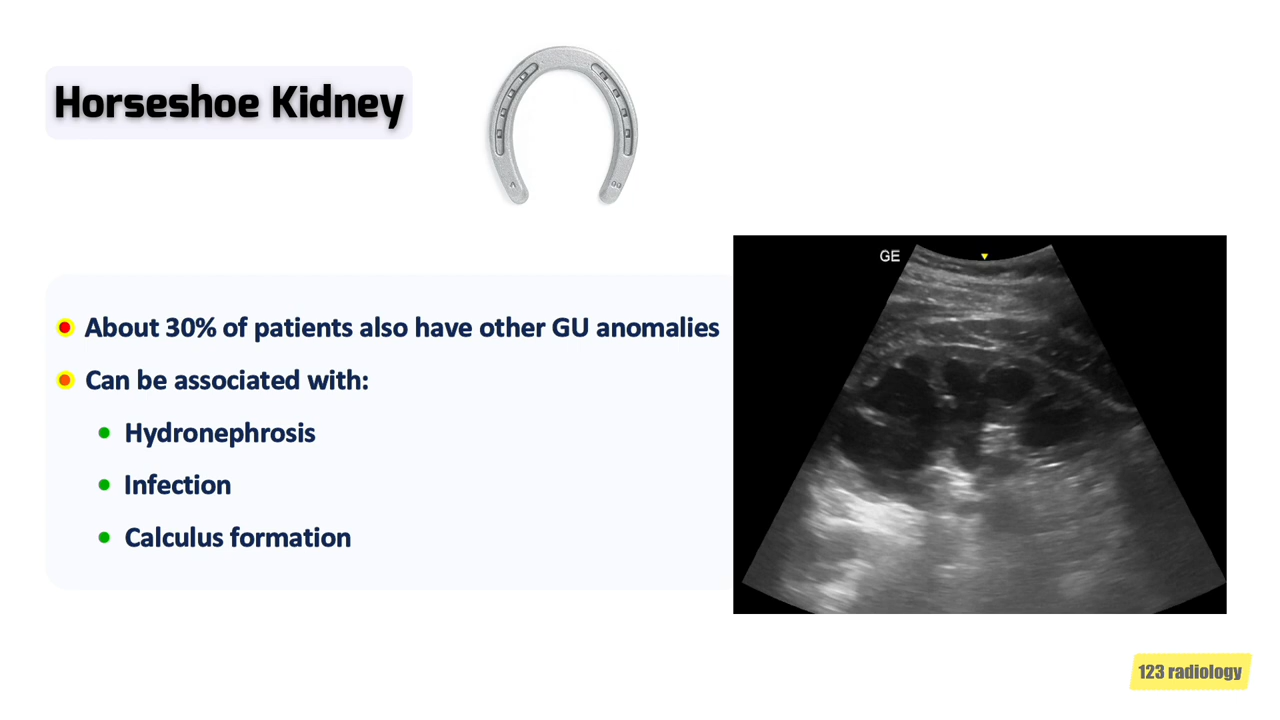 Horseshoe Kidney
GE
About 30% of patients also have other GU anomalies
Can be associated with:
Hydronephrosis
Infection
Calculus formation
123 radiology